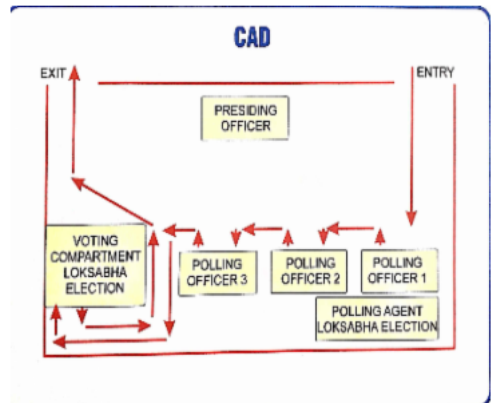 CAD
EXIT
ENTRY
PRESIDING
OFFICER
VOTING
COMPARTMENT
LOKSABHA
ELECTION
POLLING
OFFICER 3
POLLING
OFFICER 2
POLLING
OFFICER 1
POLLING AGENT
LOKSABHA ELECTION